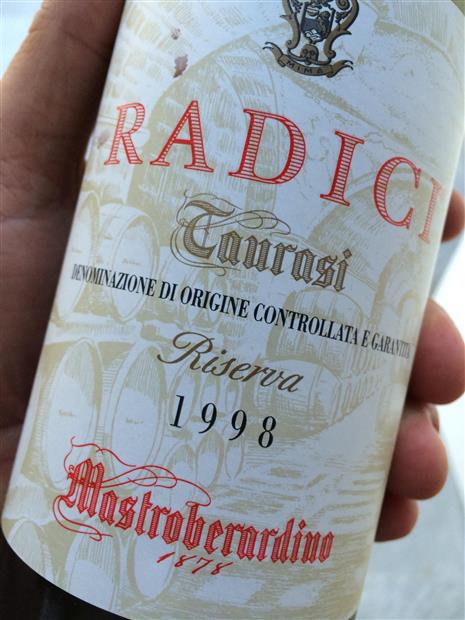 RADICI
Taurasi
DENOMINAZIONE DI ORIGINE CONTROLLATA E GARANTITA
Riserva
1998
Mastroberardino
1878